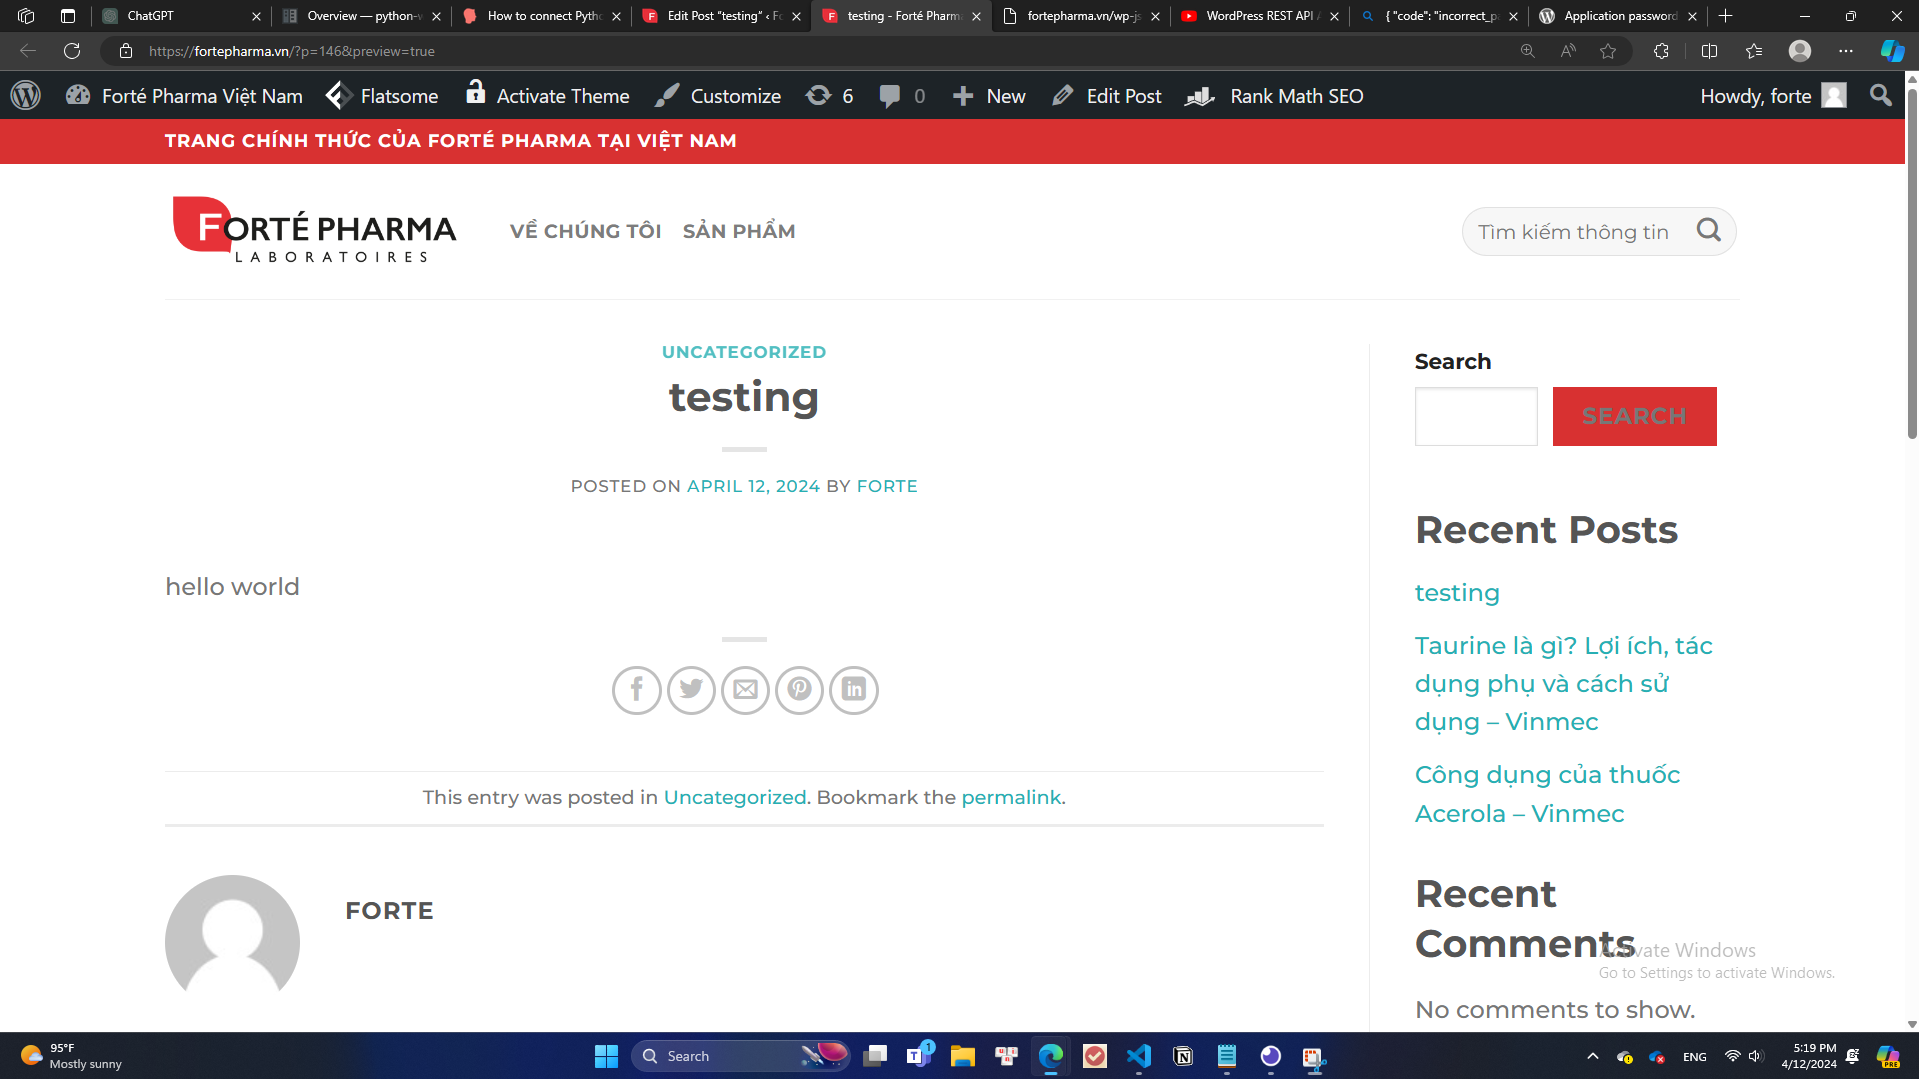 ChatGPT
Overview — python-w
How to connect Pytho
Edit Post “testing” ‹ Fo
testing - Forté Pharma
fortepharma.vn/wp-js
WordPress REST API A
{ "code": "incorrect_pa
Application password
https://fortepharma.vn/?p=146&preview=true
Forté Pharma Việt Nam
Flatsome
Activate Theme
Customize
6
0
New
Edit Post
Rank Math SEO
Howdy, forte
TRANG CHÍNH THỨC CỦA FORTÉ PHARMA TẠI VIỆT NAM
FORTÉ PHARMA
LABORATOIRES
VỀ CHÚNG TÔI
SẢN PHẨM
Tìm kiếm thông tin
UNCATEGORIZED
testing
POSTED ON APRIL 12, 2024 BY FORTE
hello world
This entry was posted in Uncategorized. Bookmark the permalink.
FORTE
Search
SEARCH
Recent Posts
testing
Taurine là gì? Lợi ích, tác
dụng phụ và cách sử
dụng – Vinmec
Công dụng của thuốc
Acerola – Vinmec
Recent
Comments
No comments to show.
Activate Windows
Go to Settings to activate Windows.
95°F
Mostly sunny
Search
1
ENG
5:19 PM
4/12/2024
PRE